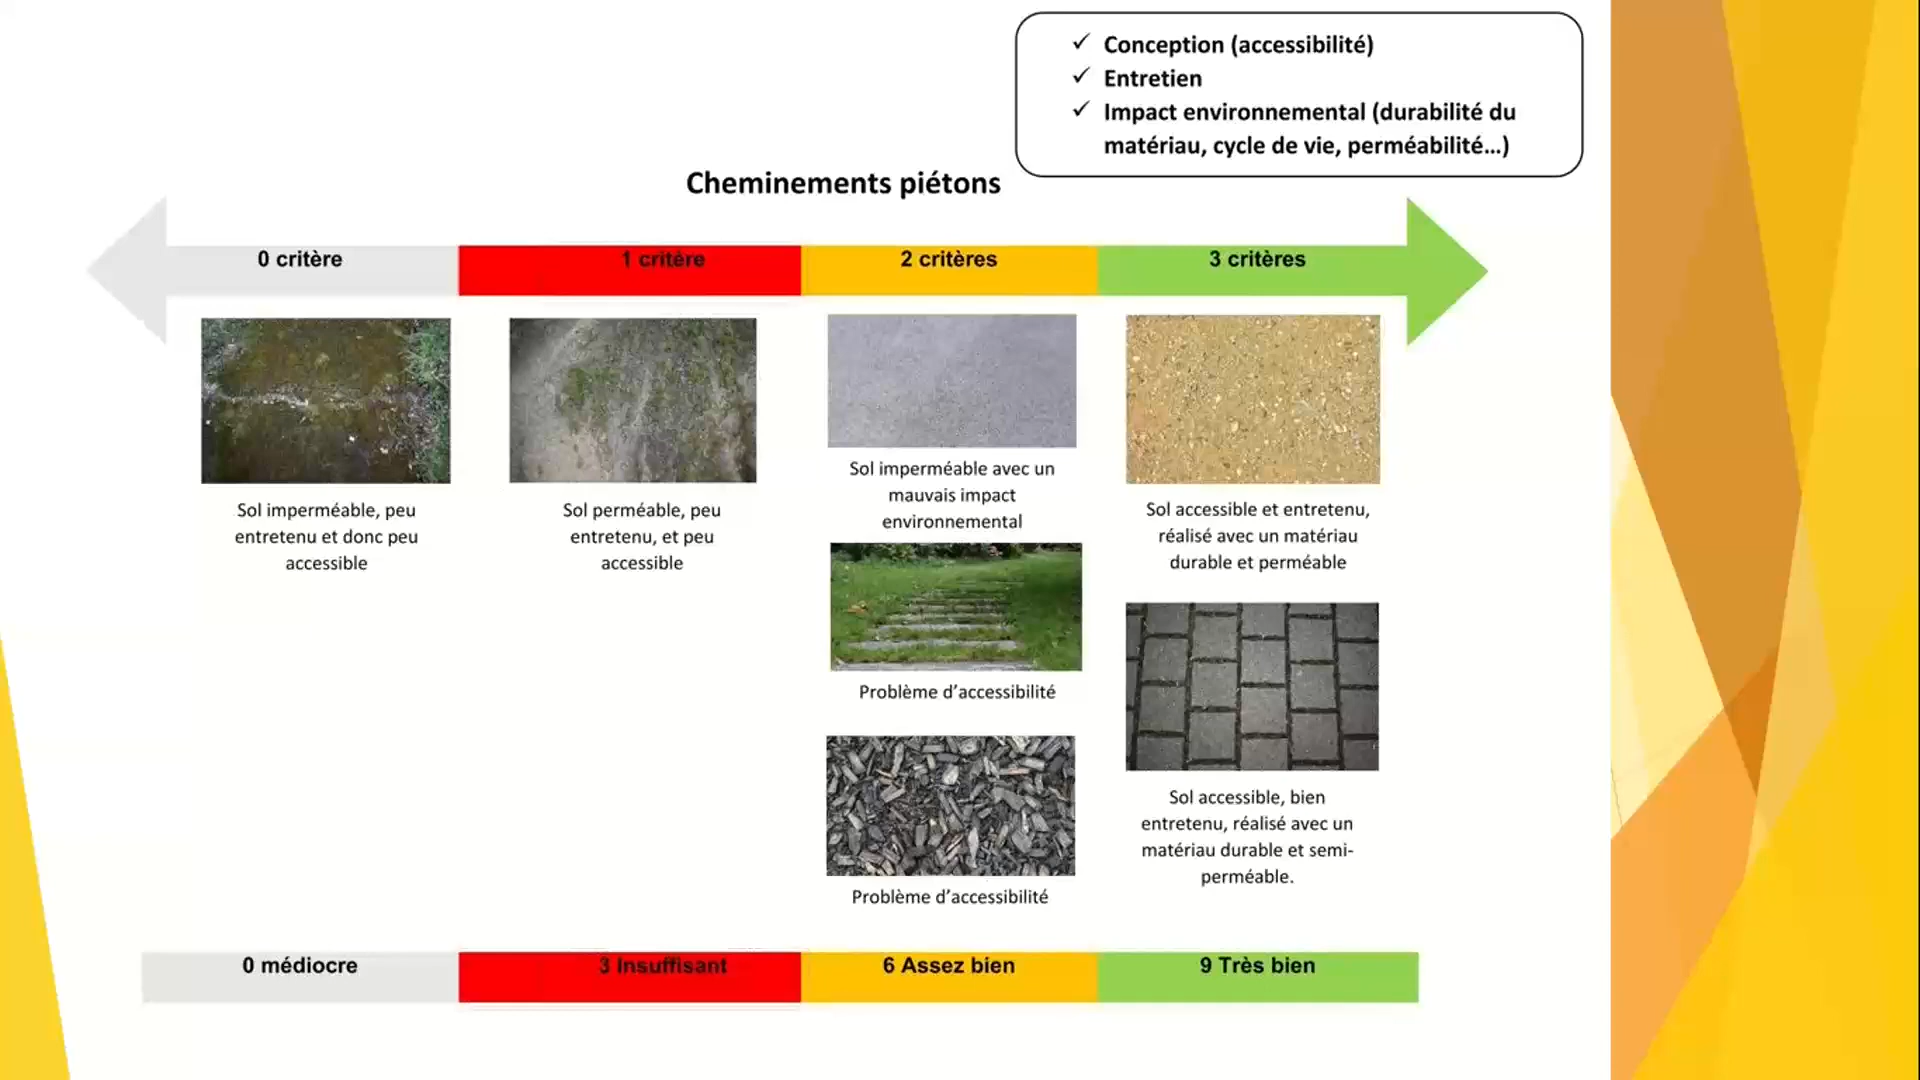 ✓ Conception (accessibilité)
✓ Entretien
✓ Impact environnemental (durabilité du
matériau, cycle de vie, perméabilité…)
Cheminements piétons
0 critère
1 critère
2 critères
3 critères
Sol imperméable, peu
entretenu et donc peu
accessible
Sol perméable, peu
entretenu, et peu
accessible
Sol imperméable avec un
mauvais impact
environnemental
Problème d’accessibilité
Problème d’accessibilité
Sol accessible et entretenu,
réalisé avec un matériau
durable et perméable
Sol accessible, bien
entretenu, réalisé avec un
matériau durable et semi-
perméable.
0 médiocre
3 Insuffisant
6 Assez bien
9 Très bien